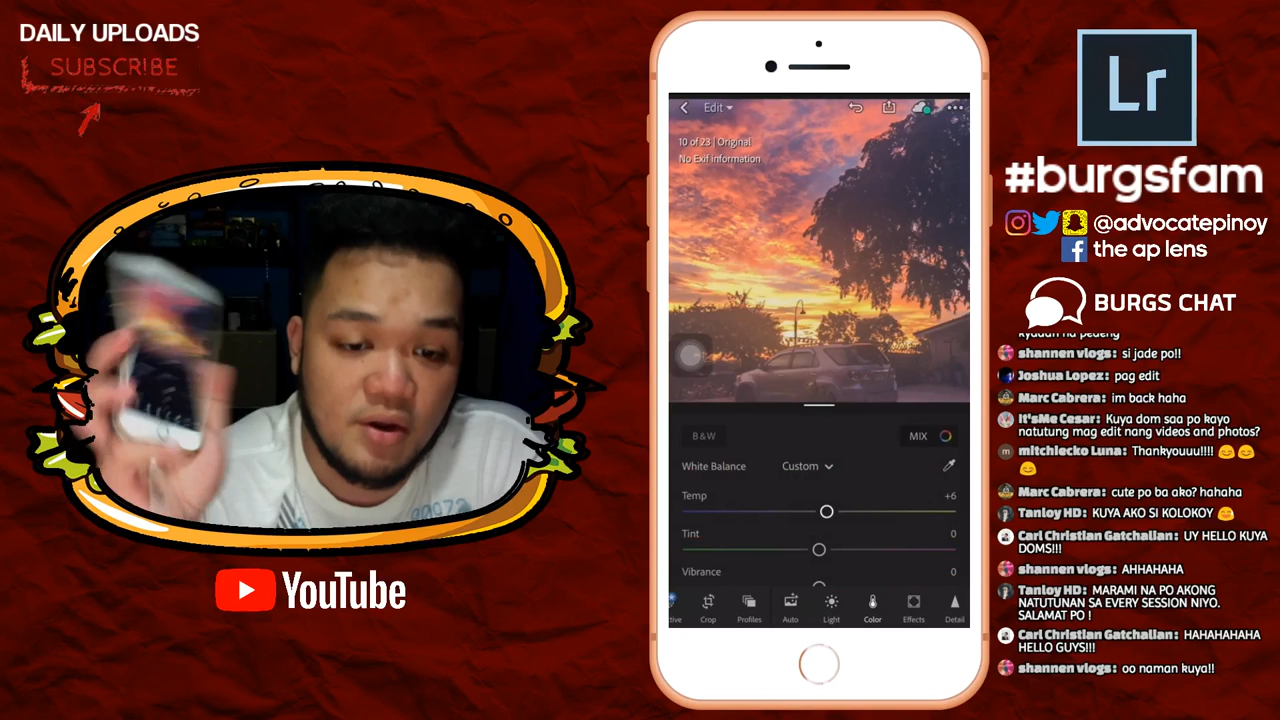 DAILY UPLOADS
SUBSCRIBE
YouTube
Edit
10 of 23 | Original
No Exif information
B&W
MIX
White Balance
Custom
Temp
+6
Tint
0
Vibrance
0
tive
Crop
Profiles
Auto
Light
Color
Effects
Detail
Lr
#burgsfam
@advocatepinoy
the ap lens
BURGS CHAT
shannen vlogs: si jade po!!
Joshua Lopez: pag edit
Marc Cabrera: im back haha
It'sMe Cesar: Kuya dom saa po kayo
natutung mag edit nang videos and photos?
mitchiecko Luna: Thankyouuu!!!! 😊 😊
😊
Marc Cabrera: cute po ba ako? hahaha
Tanloy HD: KUYA AKO SI KOLOKOY 😊
Carl Christian Gatchalian: UY HELLO KUYA
DOMS!!!
shannen vlogs: AHHAHAHA
Tanloy HD: MARAMI NA PO AKONG
NATUTUNAN SA EVERY SESSION NIYO.
SALAMAT PO !
Carl Christian Gatchalian: HAHAHAHAHA
HELLO GUYS!!!
shannen vlogs: oo naman kuya!!